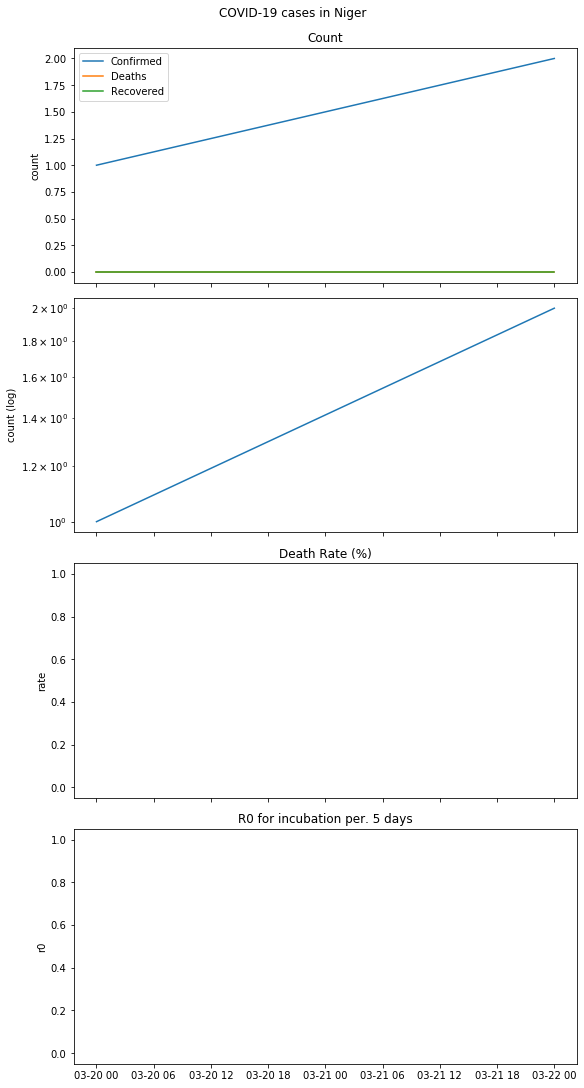 COVID-19 cases in Niger
Count
Confirmed
Deaths
Recovered
2.00
1.75
1.50
1.25
1.00
0.75
0.50
0.25
0.00
count
2 × 10⁰
1.8 × 10⁰
1.6 × 10⁰
1.4 × 10⁰
1.2 × 10⁰
10⁰
count (log)
Death Rate (%)
1.0
0.8
0.6
0.4
0.2
0.0
rate
R0 for incubation per. 5 days
1.0
0.8
0.6
0.4
0.2
0.0
r0
03-20 00 03-20 06 03-20 12 03-20 18 03-21 00 03-21 06 03-21 12 03-21 18 03-22 00